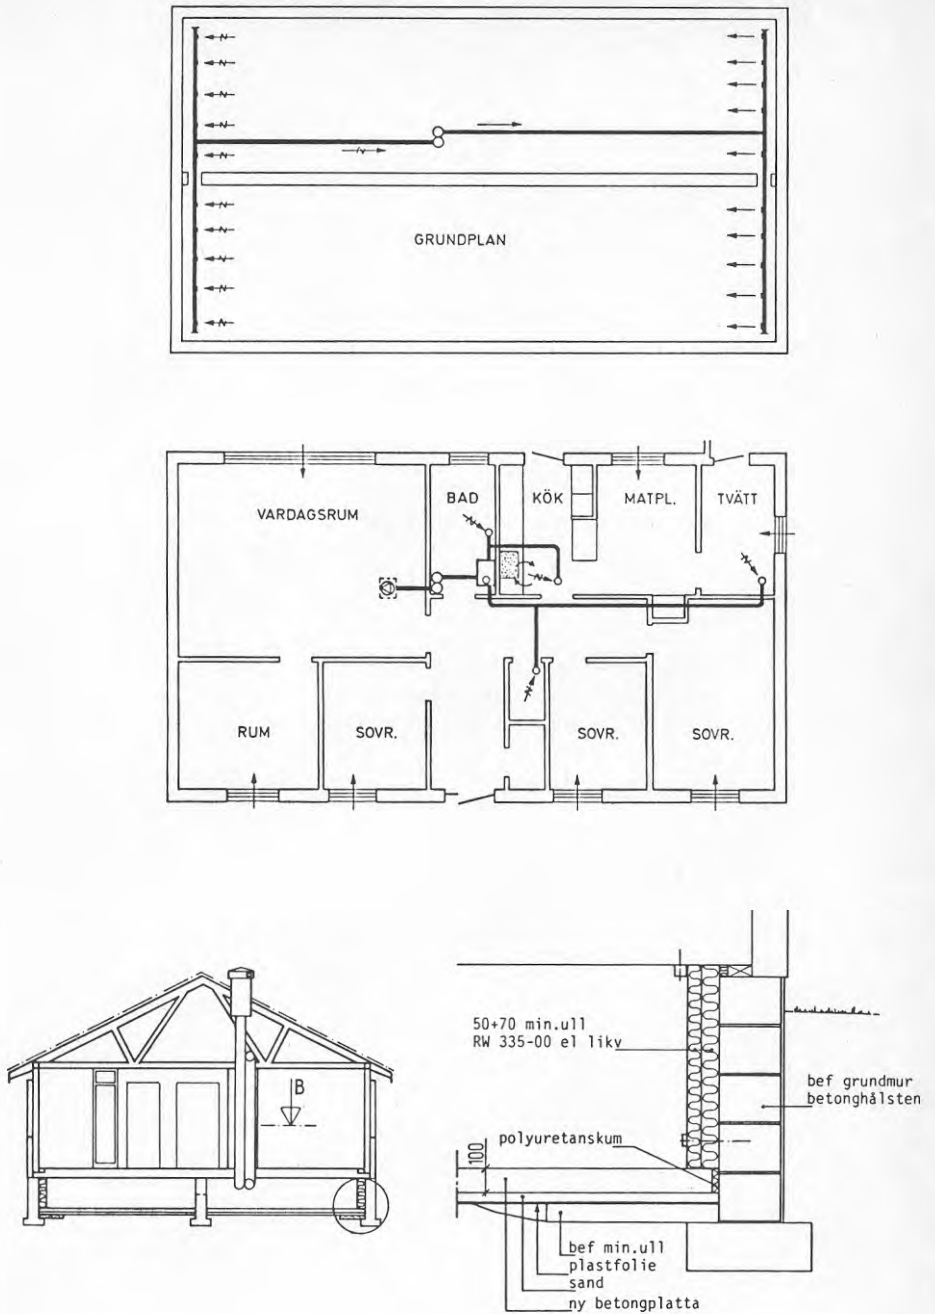 GRUNDPLAN
VARDAGSRUM
BAD
KÖK
MATPL.
TVÄTT
RUM
SOVR.
SOVR.
SOVR.
B
50+70 min.ull
RW 335-00 el likv
bef grundmur
betonghålsten
polyuretanskum
100
bef min.ull
plastfolie
sand
ny betongplatta